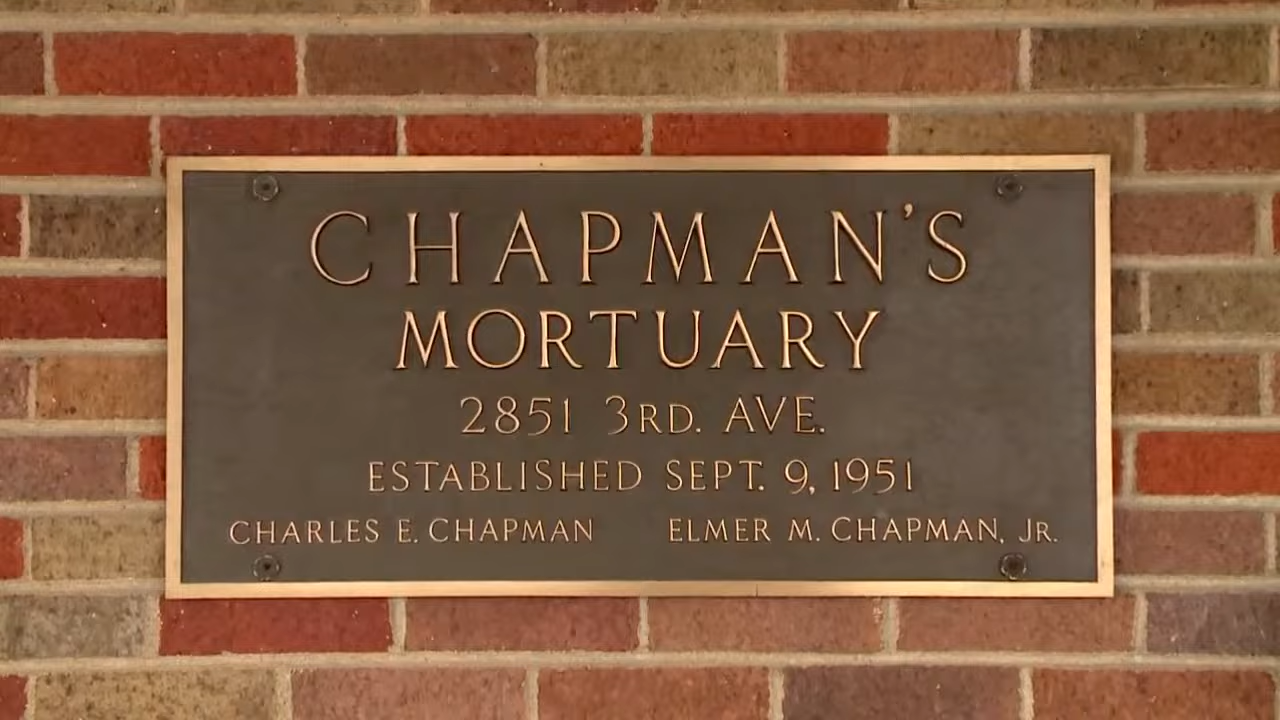 CHAPMAN'S
MORTUARY
2851 3RD. AVE.
ESTABLISHED SEPT. 9, 1951
CHARLES E. CHAPMAN ELMER M. CHAPMAN, JR.